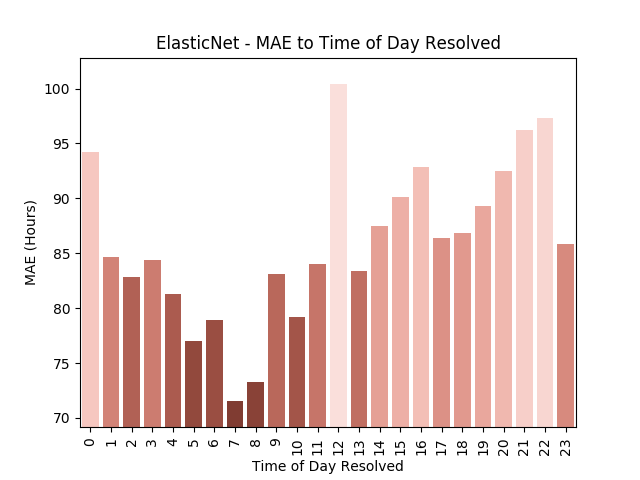 ElasticNet - MAE to Time of Day Resolved
MAE (Hours)
100
95
90
85
80
75
70
0 1 2 3 4 5 6 7 8 9 10 11 12 13 14 15 16 17 18 19 20 21 22 23
Time of Day Resolved